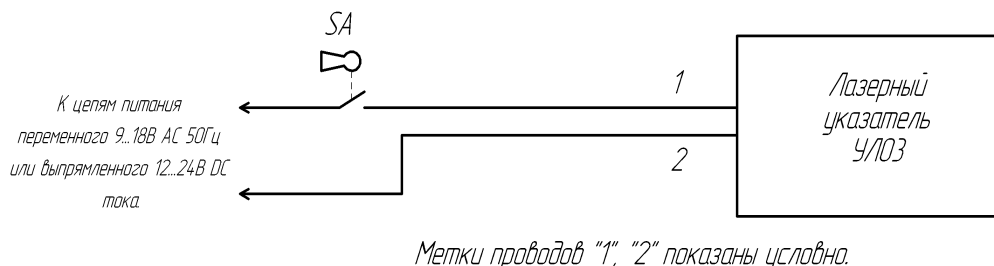 SA
1
К цепям питания
переменного 9...18В АС 50Гц
или выпрямленного 12...24В DC
тока
2
Лазерный
указатель
УЛОЗ
Метки проводов "1", "2" показаны условно.